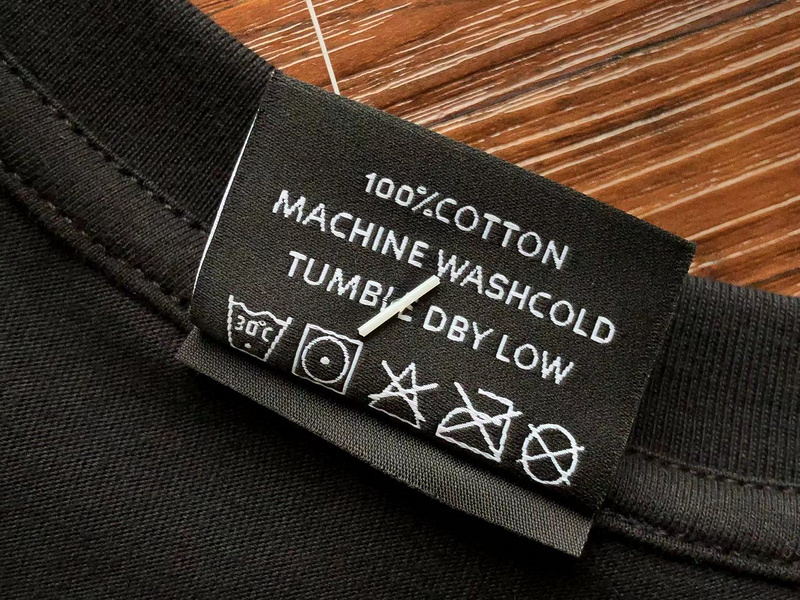 100%COTTON
MACHINE WASHCOLD
TUMBLE DBY LOW
30°C